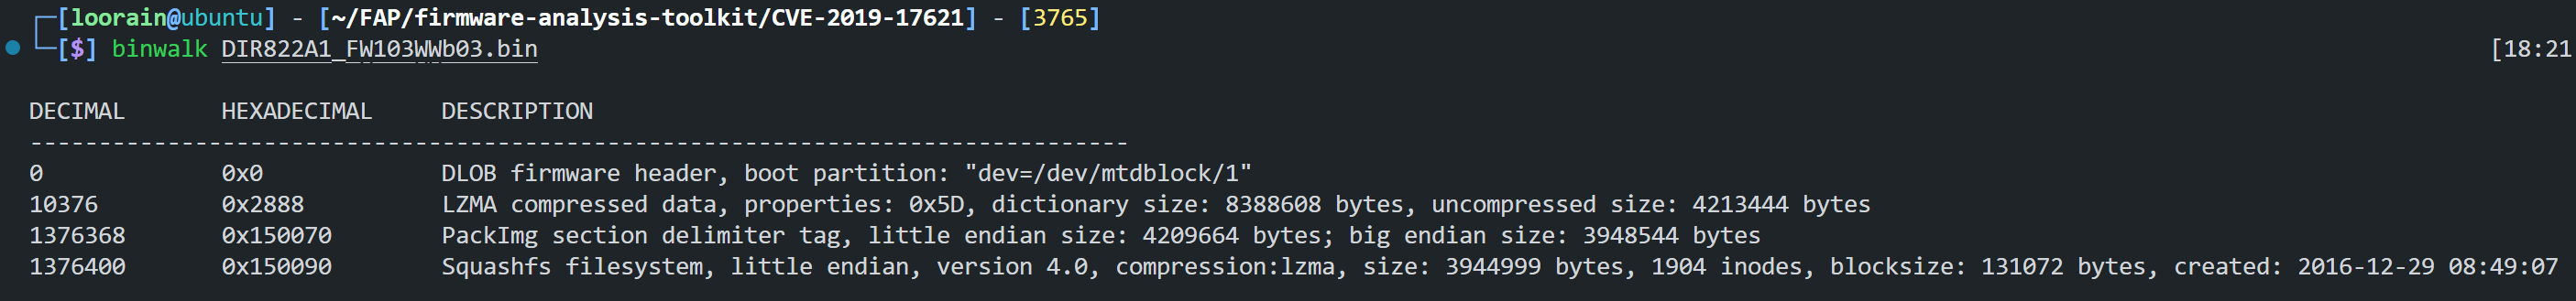 [loorain@ubuntu] - [~/FAP/firmware-analysis-toolkit/CVE-2019-17621] - [3765]
[$] binwalk DIR822A1_FW103WWb03.bin [18:21
DECIMAL HEXADECIMAL DESCRIPTION
--------------------------------------------------------------------------------
0 0x0 DLOB firmware header, boot partition: "dev=/dev/mtdblock/1"
10376 0x2888 LZMA compressed data, properties: 0x5D, dictionary size: 8388608 bytes, uncompressed size: 4213444 bytes
1376368 0x150070 PackImg section delimiter tag, little endian size: 4209664 bytes; big endian size: 3948544 bytes
1376400 0x150090 Squashfs filesystem, little endian, version 4.0, compression:lzma, size: 3944999 bytes, 1904 inodes, blocksize: 131072 bytes, created: 2016-12-29 08:49:07